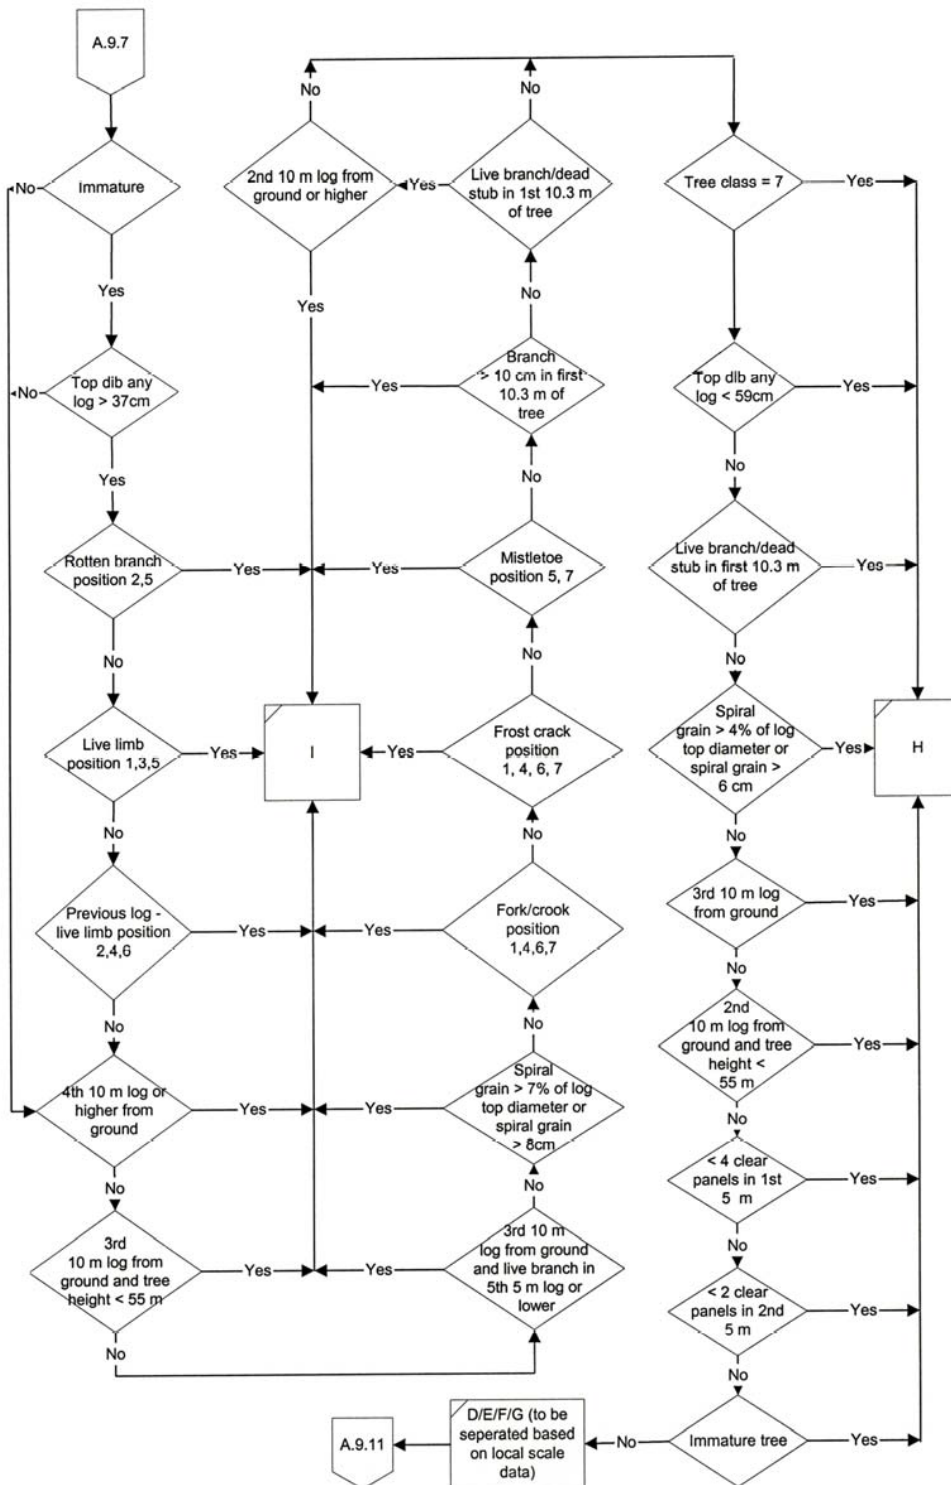 A.9.7
Immature
No
Yes
Top dib any
log > 37cm
No
Yes
Rotten branch
position 2,5
Yes
No
Live limb
position 1,3,5
Yes
No
Previous log -
live limb position
2,4,6
Yes
No
4th 10 m log or
higher from
ground
Yes
No
3rd
10 m log from
ground and tree
height < 55 m
Yes
No
I
3rd 10 m
log from ground
and live branch in
5th 5 m log or
lower
Yes
No
Spiral
grain > 7% of log
top diameter or
spiral grain
> 8cm
Yes
No
Fork/crook
position
1,4,6,7
Yes
No
Frost crack
position
1, 4, 6, 7
Yes
No
Mistletoe
position 5, 7
Yes
No
Branch
> 10 cm in first
10.3 m of
tree
Yes
No
Live branch/dead
stub in 1st 10.3 m
of tree
Yes
No
2nd 10 m log from
ground or higher
No
Yes
Tree class = 7
Yes
Top dib any
log < 59cm
Yes
No
Live branch/dead
stub in first 10.3 m
of tree
Yes
No
Spiral
grain > 4% of log
top diameter or
spiral grain >
6 cm
Yes
No
H
3rd 10 m log
from ground
Yes
No
2nd
10 m log from
ground and tree
height <
55 m
Yes
No
< 4 clear
panels in 1st
5 m
Yes
No
< 2 clear
panels in 2nd
5 m
Yes
No
Immature tree
Yes
No
D/E/F/G (to be
seperated based
on local scale
data)
A.9.11